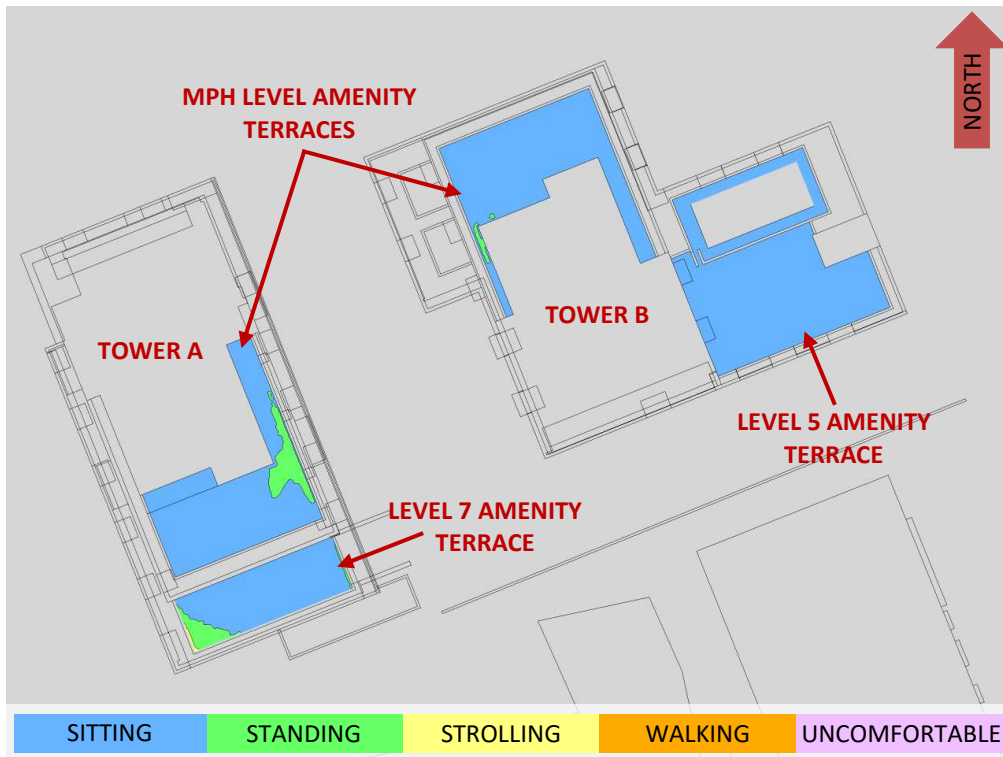 NORTH
MPH LEVEL AMENITY
TERRACES
TOWER B
TOWER A
LEVEL 5 AMENITY
TERRACE
LEVEL 7 AMENITY
TERRACE
SITTING
STANDING
STROLLING
WALKING
UNCOMFORTABLE